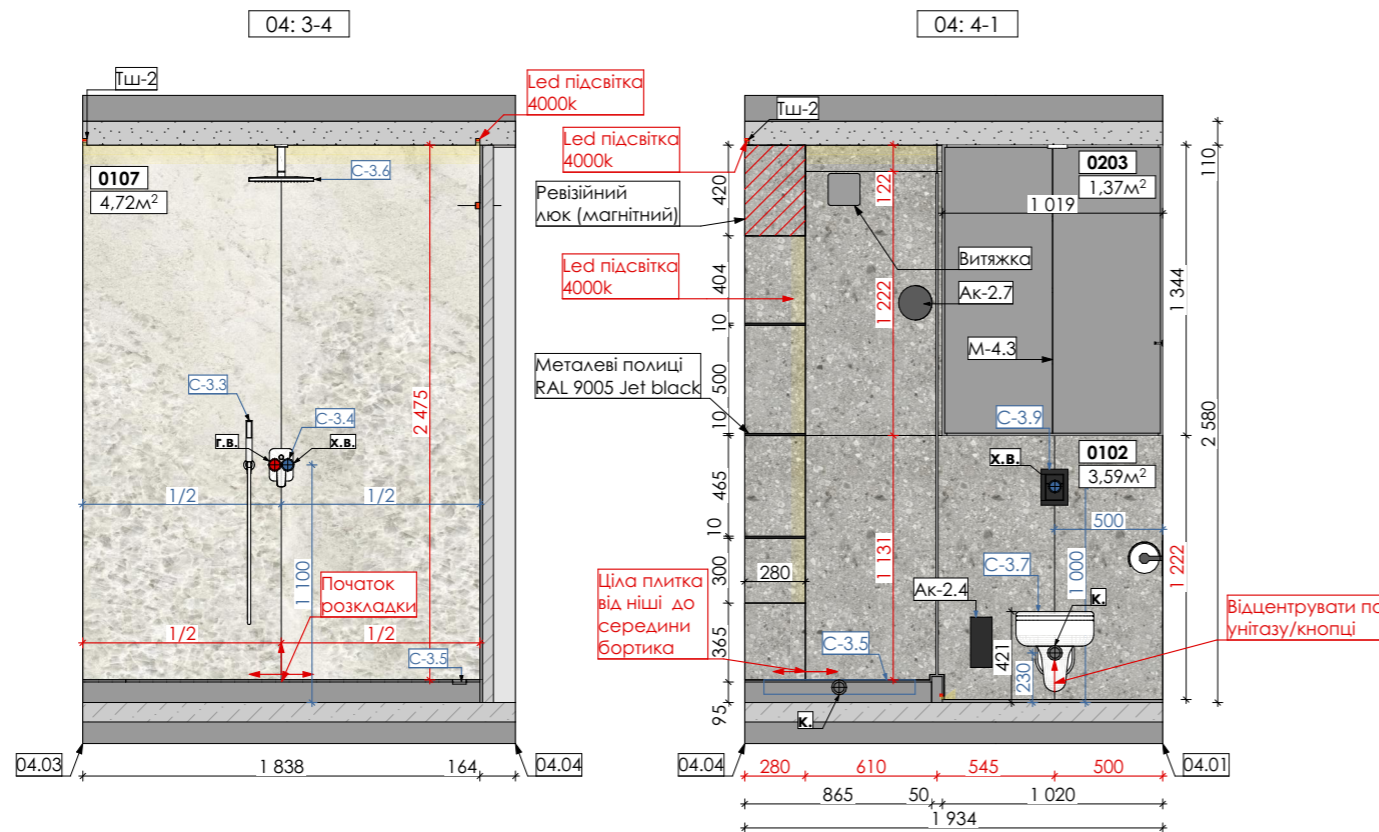 04: 3-4
Тш-2
Led підсвітка
4000k
0107
4,72м²
С-3.6
2 475
С-3.3
С-3.4
г.в.
х.в.
1/2
1/2
1 100
Початок
розкладки
1/2
1/2
С-3.5
04.03
1 838
164
04.04
04: 4-1
Тш-2
Led підсвітка
4000k
Ревізійний
люк (магнітний)
Led підсвітка
4000k
Металеві полиці
RAL 9005 Jet black
Ціла плитка
від ніші до
середини
бортика
420
404
10
500
10
465
10
300
365
95
280
122
1 222
1 131
Витяжка
Ак-2.7
0203
1,37м²
1 019
М-4.3
С-3.9
х.в.
0102
3,59м²
500
С-3.7
1 000
к.
Ак-2.4
421
230
С-3.5
к.
110
1 344
2 580
1 222
Відцентрувати по
унітазу/кнопці
04.04
280
610
545
500
04.01
865
50
1 020
1 934